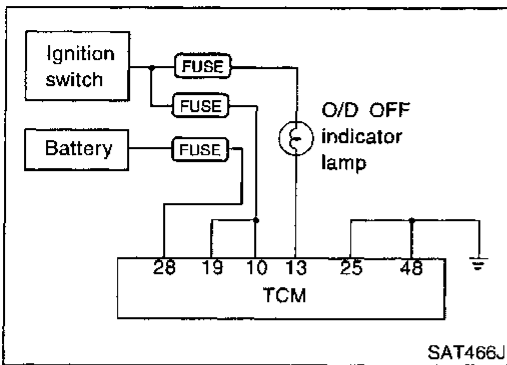 Ignition
switch
FUSE
FUSE
Battery
FUSE
O/D OFF
indicator
lamp
28 19 10 13 25 48
TCM
SAT466J